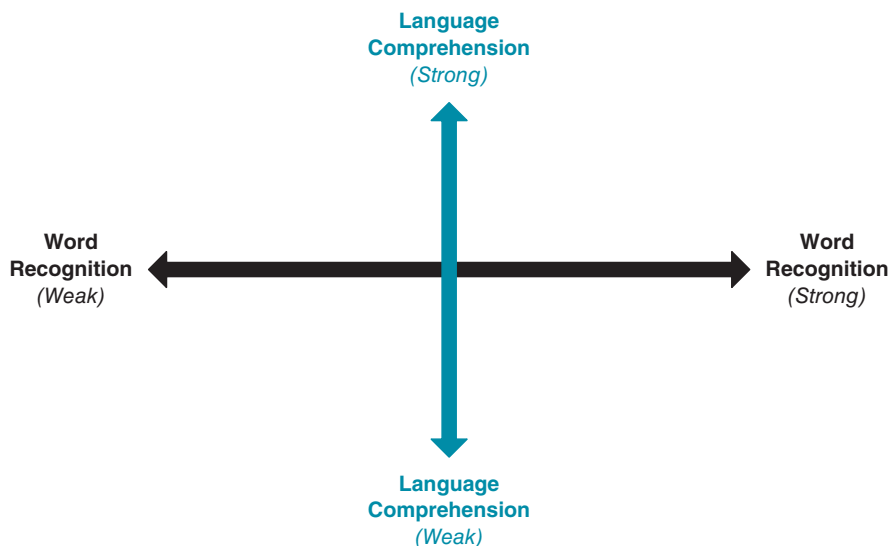 Language
Comprehension
(Strong)
Word
Recognition
(Weak)
Word
Recognition
(Strong)
Language
Comprehension
(Weak)